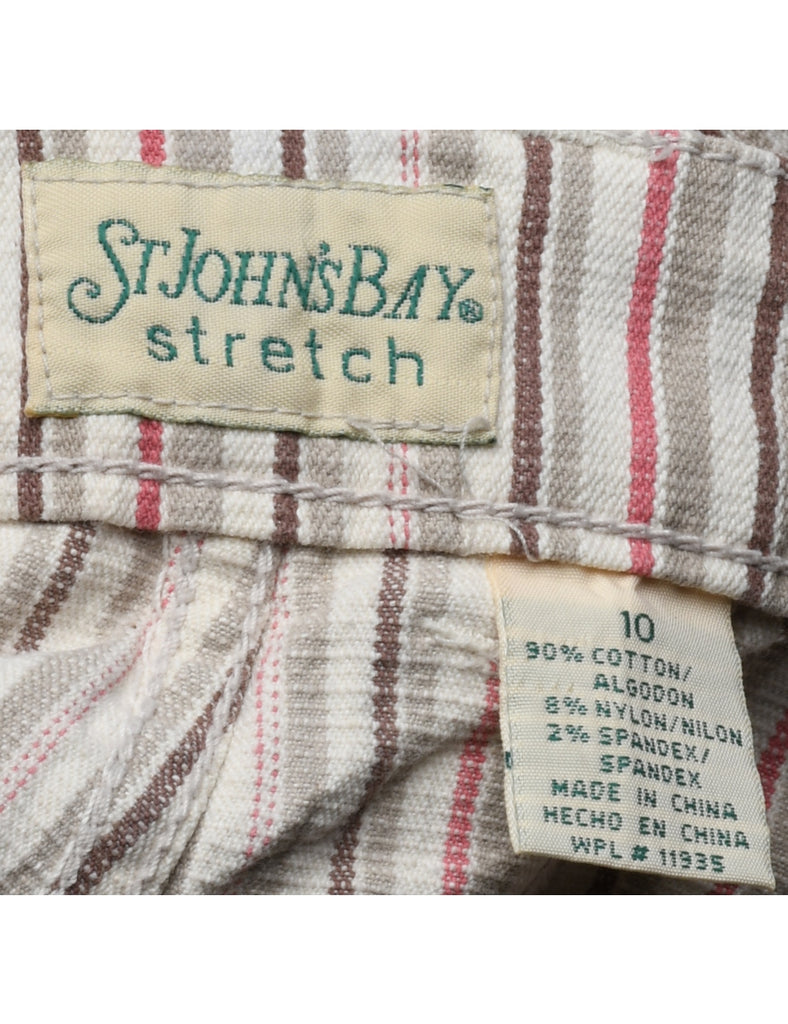 ST JOHN'S BAY®
stretch
10
90% COTTON/
ALGODON
8% NYLON/NILON
2% SPANDEX/
SPANDEX
MADE IN CHINA
HECHO EN CHINA
WPL # 11935